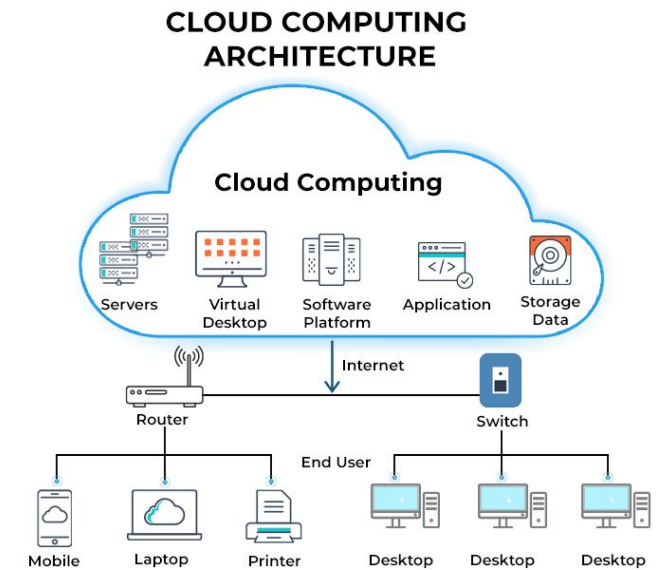 CLOUD COMPUTING
ARCHITECTURE
Cloud Computing
Servers
Virtual
Desktop
Software
Platform
Application
Storage
Data
Internet
Router
Switch
End User
Mobile
Laptop
Printer
Desktop
Desktop
Desktop